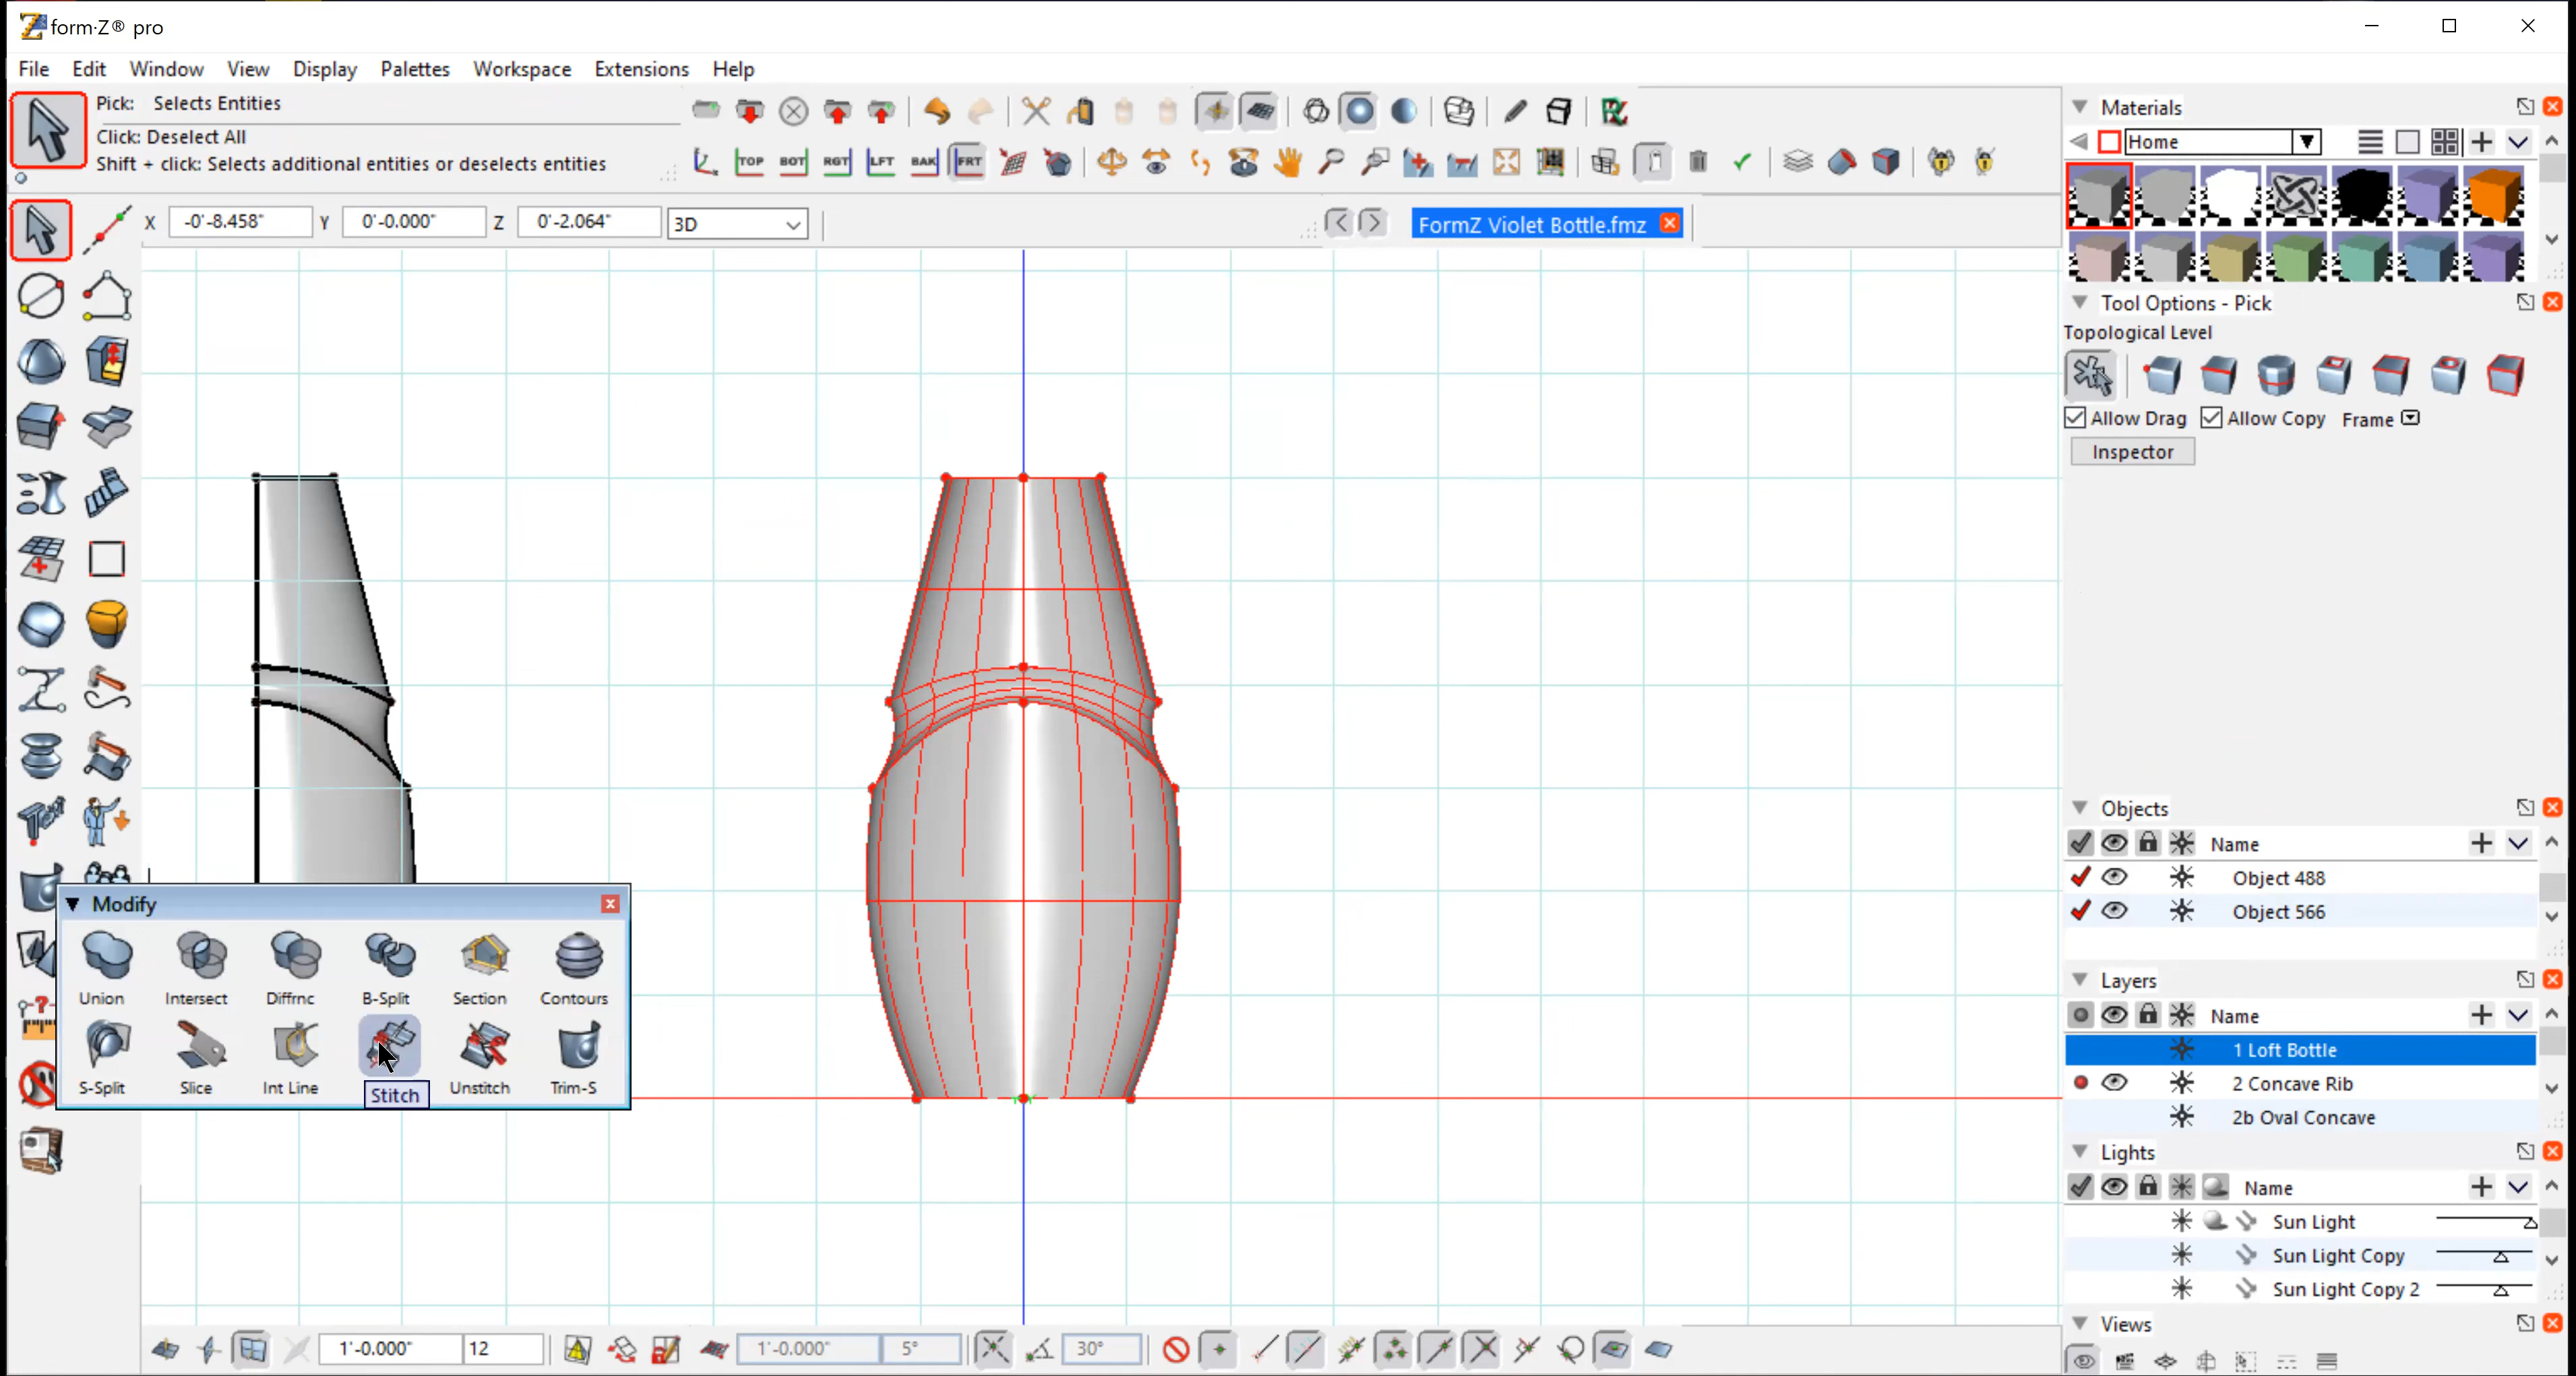 form·Z® pro
File Edit Window View Display Palettes Workspace Extensions Help
Pick: Selects Entities
Click: Deselect All
Shift + click: Selects additional entities or deselects entities
TOP BOT RGT LFT BAK FRT
X -0'-8.458" Y 0'-0.000" Z 0'-2.064" 3D
FormZ Violet Bottle.fmz
Materials
Home
Tool Options - Pick
Topological Level
Allow Drag Allow Copy Frame
Inspector
Objects
Name
Object 488
Object 566
Layers
Name
1 Loft Bottle
2 Concave Rib
2b Oval Concave
Lights
Name
Sun Light
Sun Light Copy
Sun Light Copy 2
Views
Modify
Union Intersect Diffrnc B-Split Section Contours
S-Split Slice Int Line Stitch Unstitch Trim-S
1'-0.000" 12 1'-0.000" 5° 30°